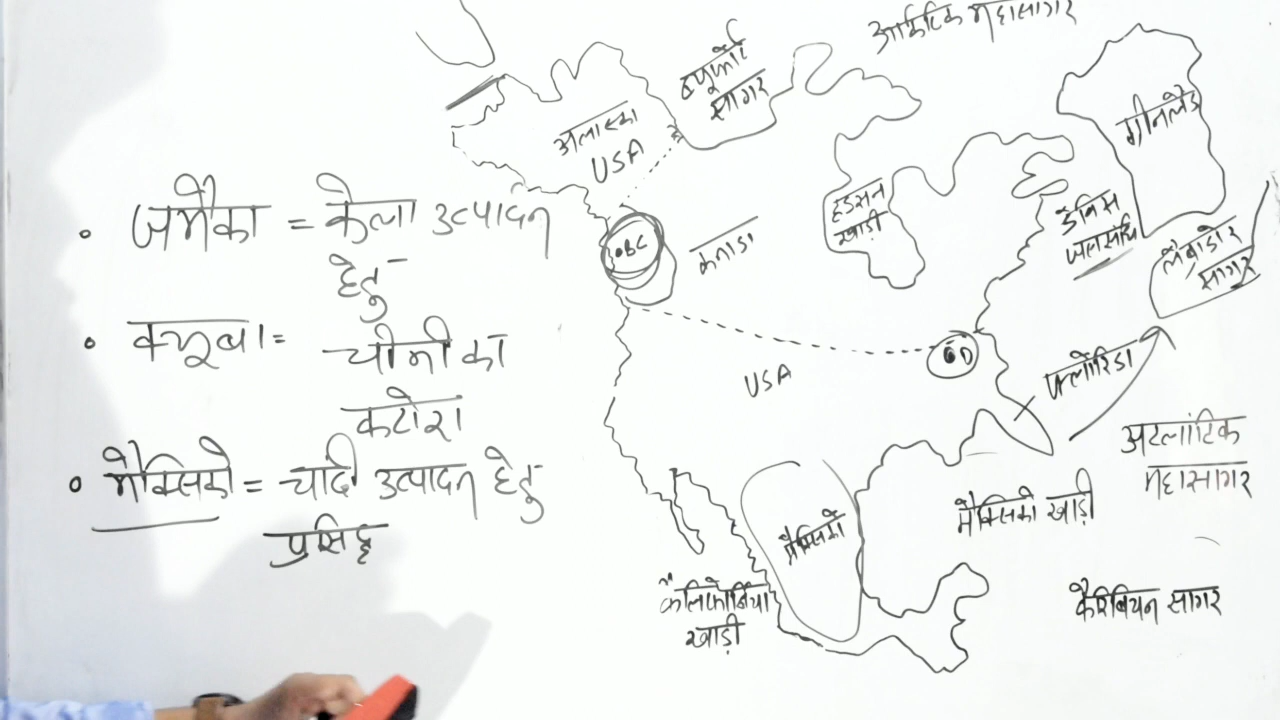 आर्कटिक महासागर
ब्यूफोर्ट
सागर
अलास्का
USA
ग्रीनलैंड
हडसन
खाड़ी
डेविस
जलसंधि
लेब्राडोर
सागर
• जमैका = केला उत्पादन
हेतु
• क्यूबा = चीनी का
कटोरा
• मैक्सिको = चांदी उत्पादन हेतु
प्रसिद्ध
BC
कनाडा
USA
फ्लोरिडा
अटलांटिक
महासागर
मैक्सिको
मैक्सिको खाड़ी
कैलिफोर्निया
खाड़ी
कैरिबियन सागर